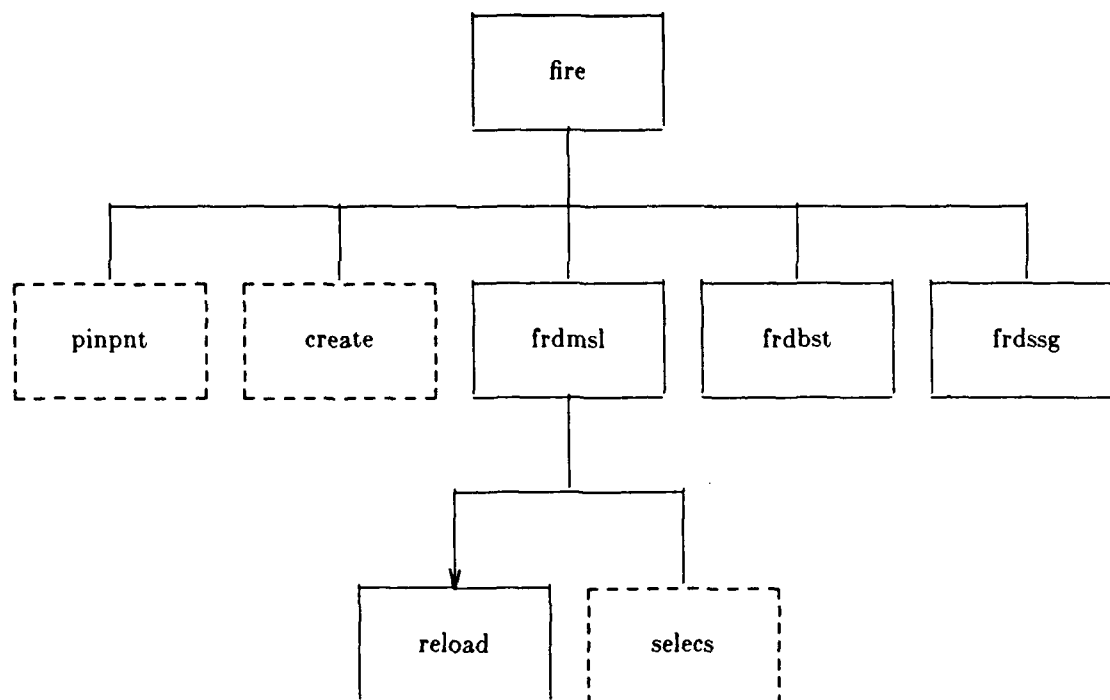 fire
pinpnt
create
frdmsl
frdbst
frdssg
reload
selecs